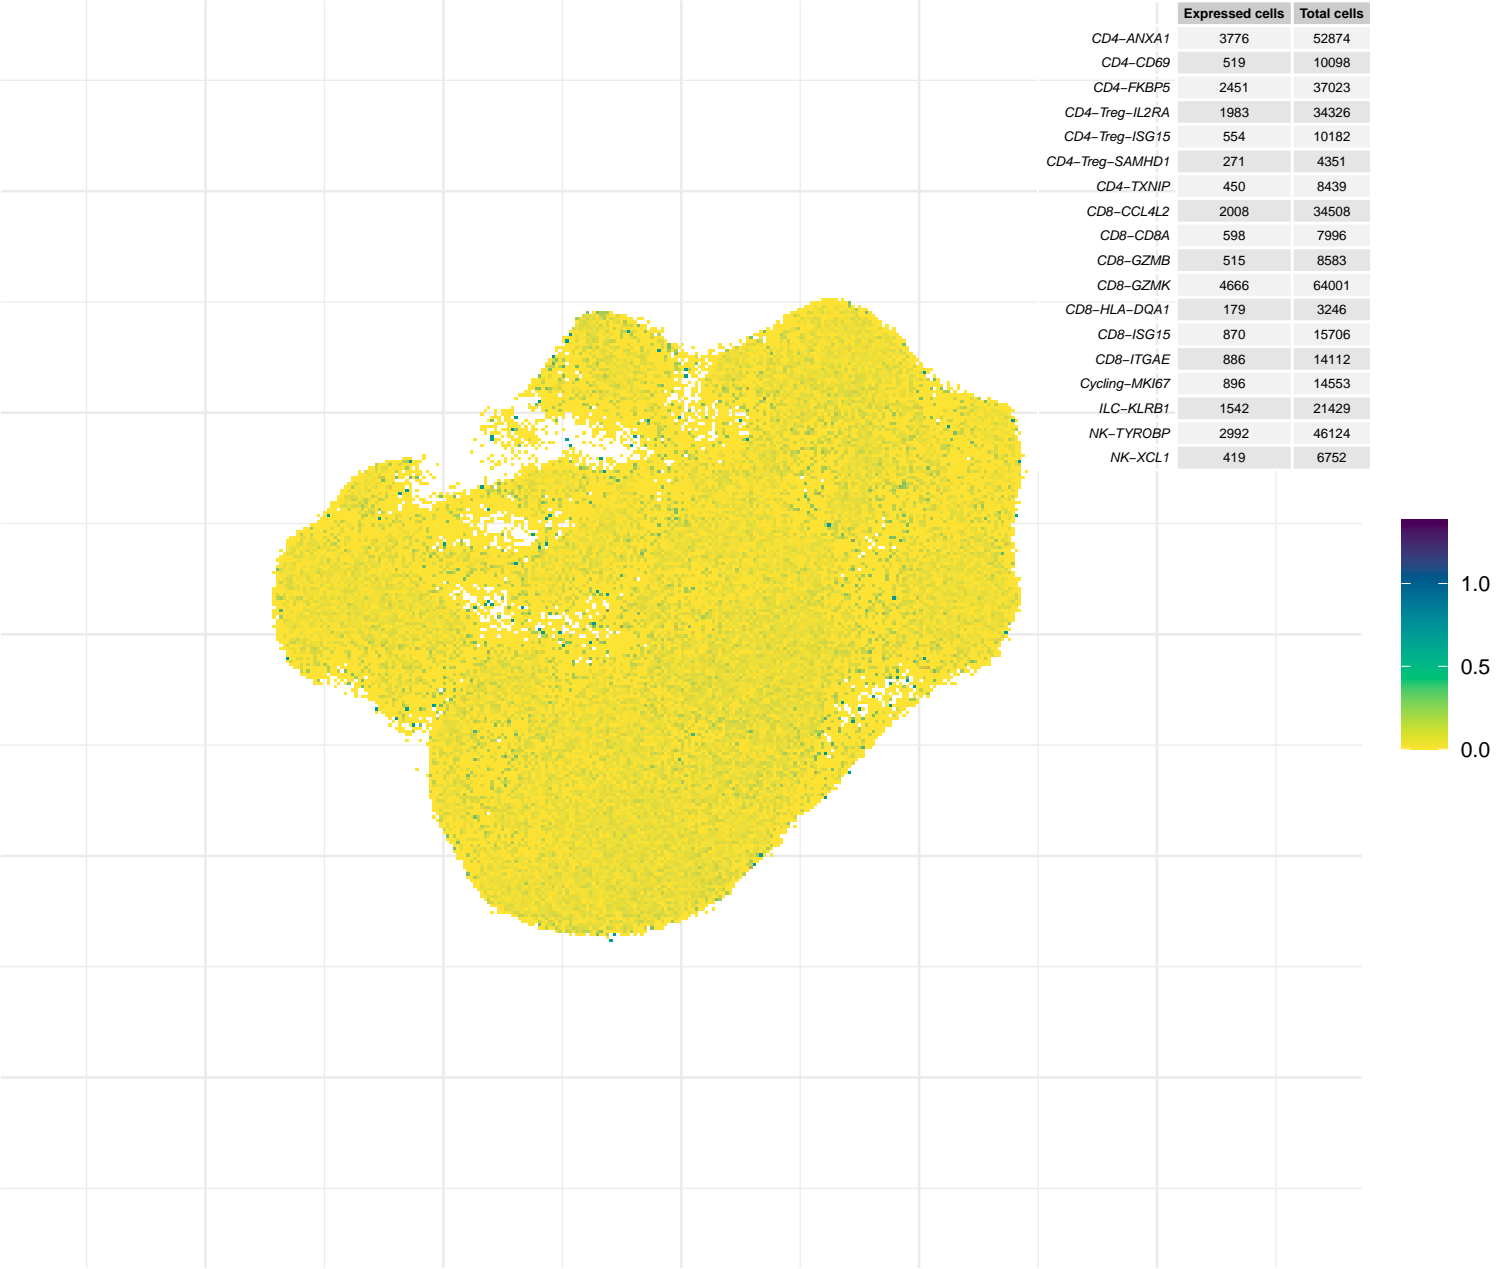 Expressed cells Total cells
CD4−ANXA1 3776 52874
CD4−CD69 519 10098
CD4−FKBP5 2451 37023
CD4−Treg−IL2RA 1983 34326
CD4−Treg−ISG15 554 10182
CD4−Treg−SAMHD1 271 4351
CD4−TXNIP 450 8439
CD8−CCL4L2 2008 34508
CD8−CD8A 598 7996
CD8−GZMB 515 8583
CD8−GZMK 4666 64001
CD8−HLA−DQA1 179 3246
CD8−ISG15 870 15706
CD8−ITGAE 886 14112
Cycling−MKI67 896 14553
ILC−KLRB1 1542 21429
NK−TYROBP 2992 46124
NK−XCL1 419 6752
1.0
0.5
0.0